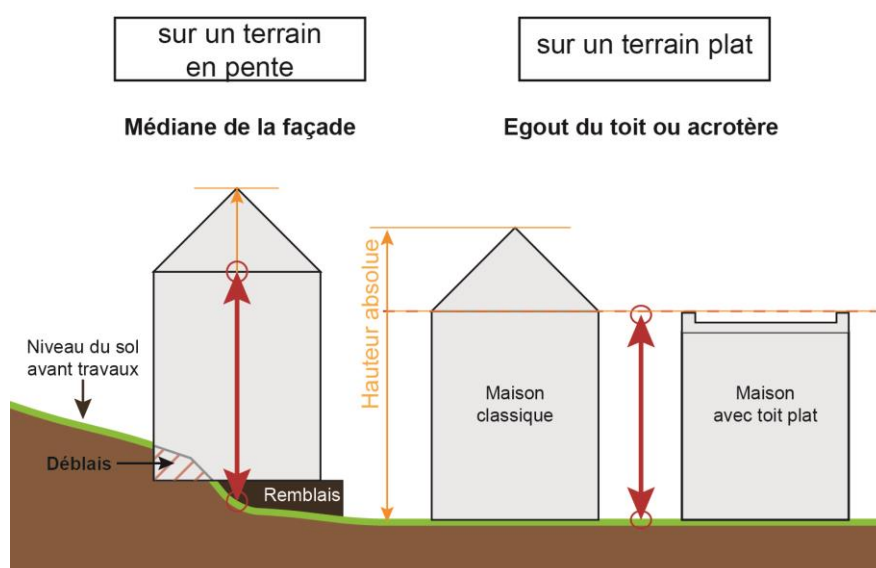 sur un terrain
en pente
sur un terrain plat
Médiane de la façade
Egout du toit ou acrotère
Hauteur absolue
Niveau du sol
avant travaux
Maison
classique
Maison
avec toit plat
Déblais
Remblais